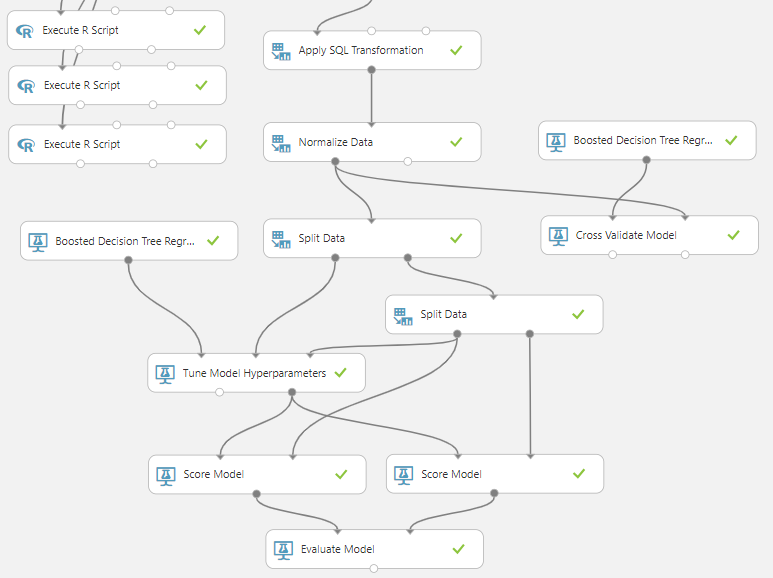 Execute R Script
Apply SQL Transformation
Execute R Script
Execute R Script
Normalize Data
Boosted Decision Tree Regr...
Boosted Decision Tree Regr...
Split Data
Cross Validate Model
Split Data
Tune Model Hyperparameters
Score Model
Score Model
Evaluate Model